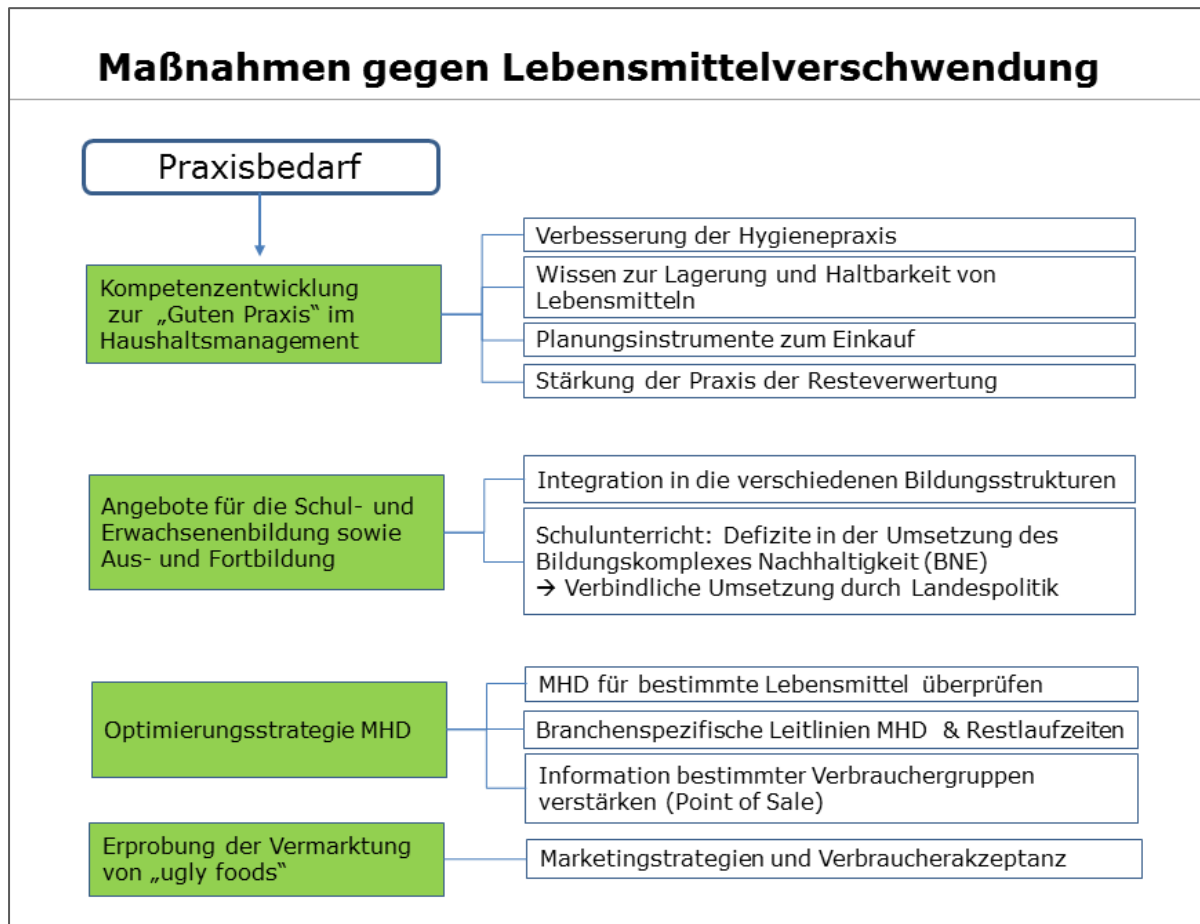 Maßnahmen gegen Lebensmittelverschwendung
Praxisbedarf
Kompetenzentwicklung
zur „Guten Praxis“ im
Haushaltsmanagement
Verbesserung der Hygienepraxis
Wissen zur Lagerung und Haltbarkeit von
Lebensmitteln
Planungsinstrumente zum Einkauf
Stärkung der Praxis der Resteverwertung
Angebote für die Schul- und
Erwachsenenbildung sowie
Aus- und Fortbildung
Integration in die verschiedenen Bildungsstrukturen
Schulunterricht: Defizite in der Umsetzung des
Bildungskomplexes Nachhaltigkeit (BNE)
→ Verbindliche Umsetzung durch Landespolitik
Optimierungsstrategie MHD
MHD für bestimmte Lebensmittel überprüfen
Branchenspezifische Leitlinien MHD & Restlaufzeiten
Information bestimmter Verbrauchergruppen
verstärken (Point of Sale)
Erprobung der Vermarktung
von „ugly foods“
Marketingstrategien und Verbraucherakzeptanz